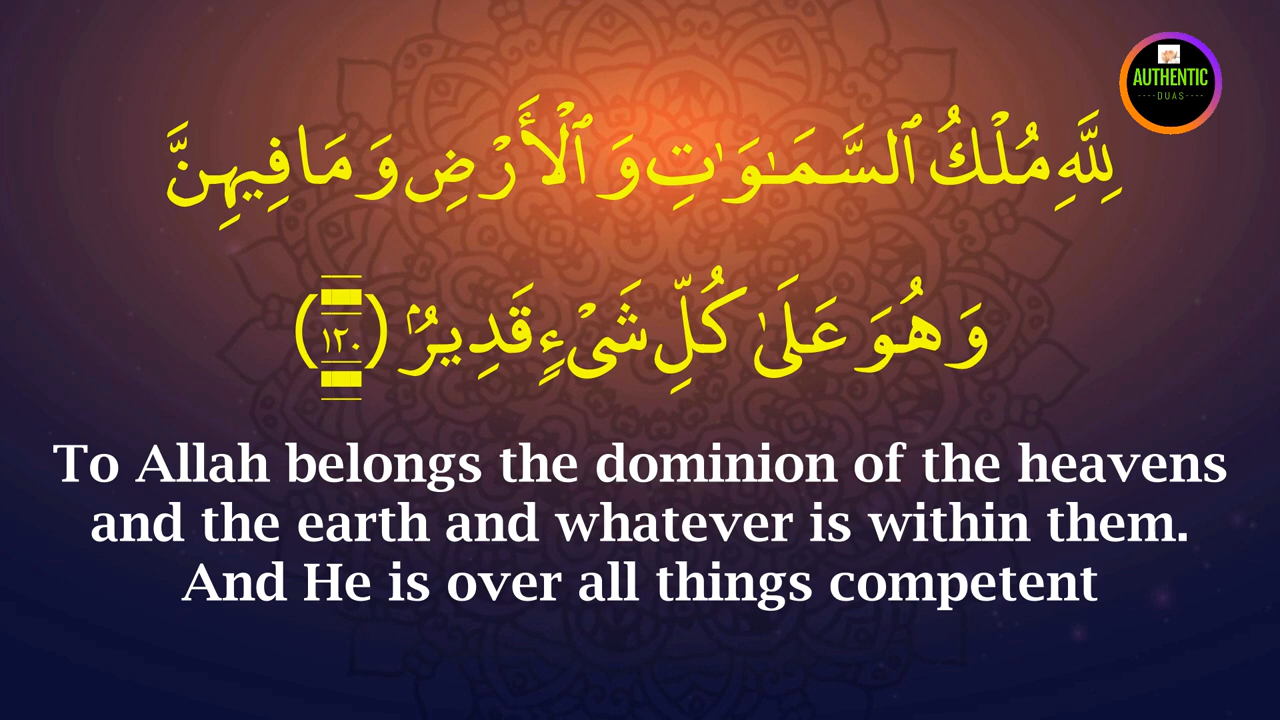 AUTHENTIC
----DUAS----
لِلَّهِ مُلْكُ ٱلسَّمَـٰوَٰتِ وَٱلْأَرْضِ وَمَا فِيهِنَّ
وَهُوَ عَلَىٰ كُلِّ شَىْءٍ قَدِيرٌۢ (١٢٠)
To Allah belongs the dominion of the heavens
and the earth and whatever is within them.
And He is over all things competent